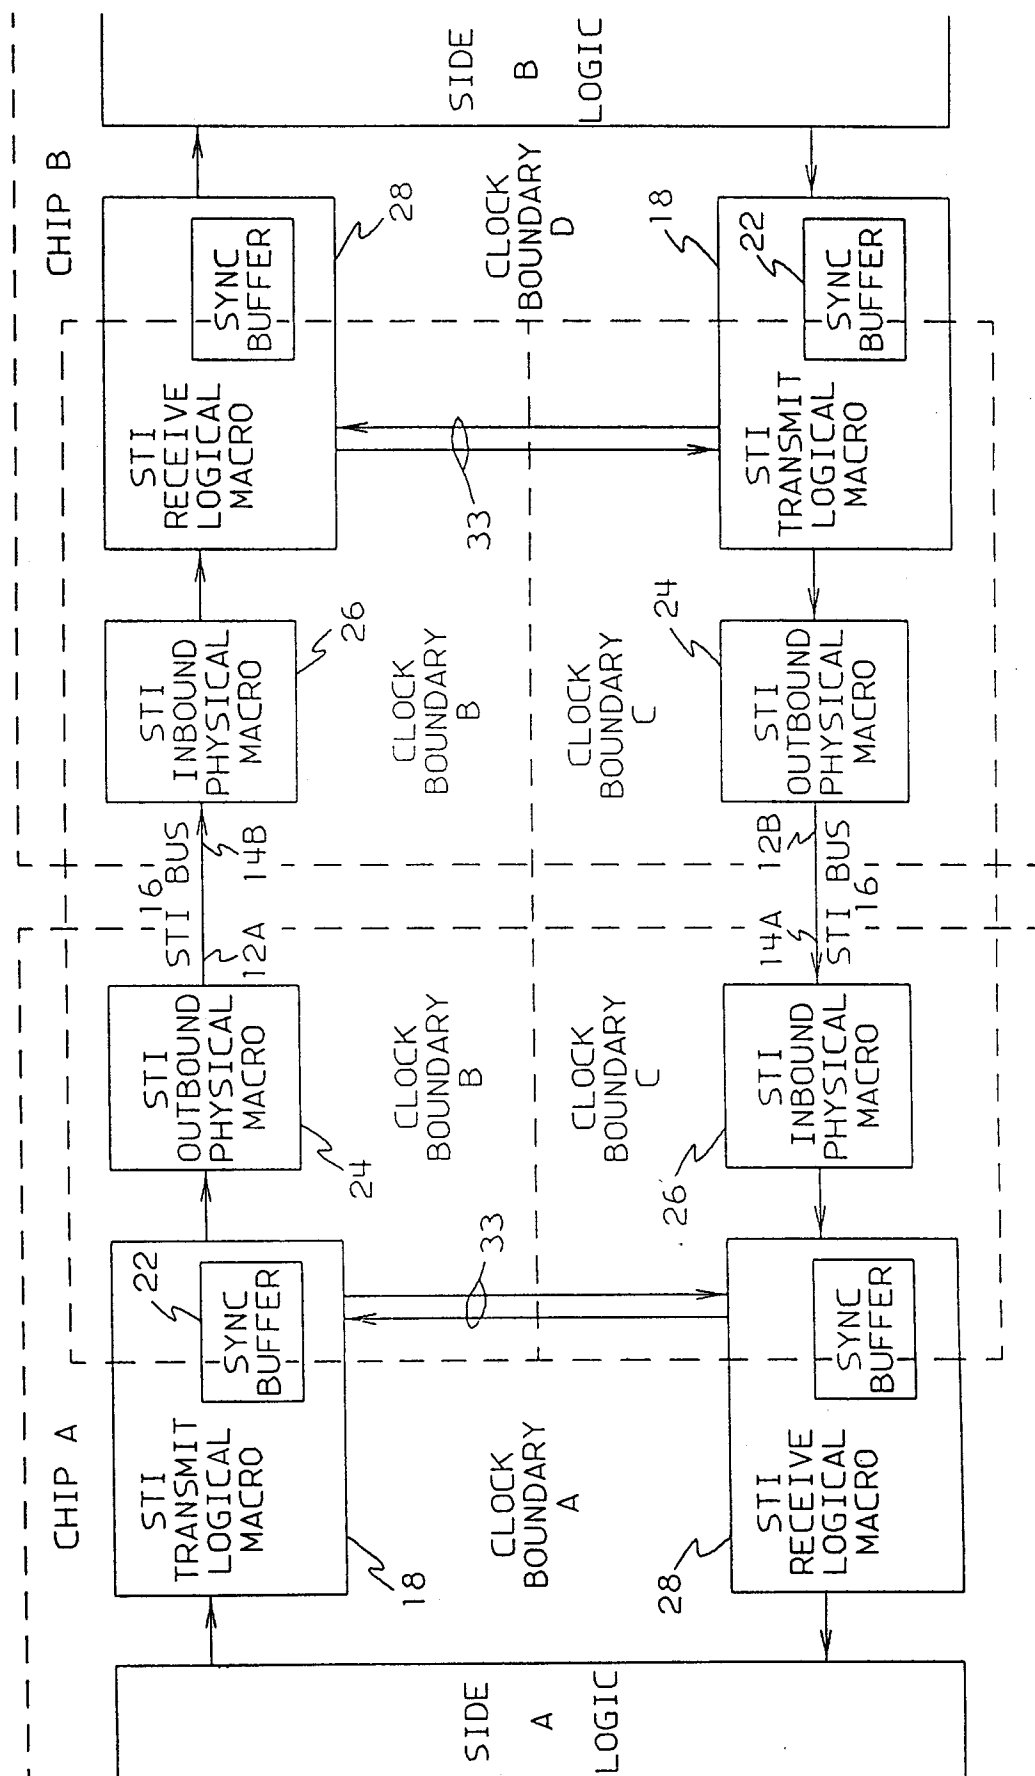 CHIP A
CHIP B
SIDE
A
LOGIC
STI
TRANSMIT
LOGICAL
MACRO
SYNC
BUFFER
22
18
STI
OUTBOUND
PHYSICAL
MACRO
24
16
STI BUS
12A
14B
STI
INBOUND
PHYSICAL
MACRO
26
STI
RECEIVE
LOGICAL
MACRO
SYNC
BUFFER
28
SIDE
B
LOGIC
CLOCK
BOUNDARY
A
33
CLOCK
BOUNDARY
B
CLOCK
BOUNDARY
C
CLOCK
BOUNDARY
B
CLOCK
BOUNDARY
C
33
CLOCK
BOUNDARY
D
28
STI
RECEIVE
LOGICAL
MACRO
SYNC
BUFFER
26
STI
INBOUND
PHYSICAL
MACRO
14A
12B
STI BUS
16
24
STI
OUTBOUND
PHYSICAL
MACRO
18
STI
TRANSMIT
LOGICAL
MACRO
22
SYNC
BUFFER